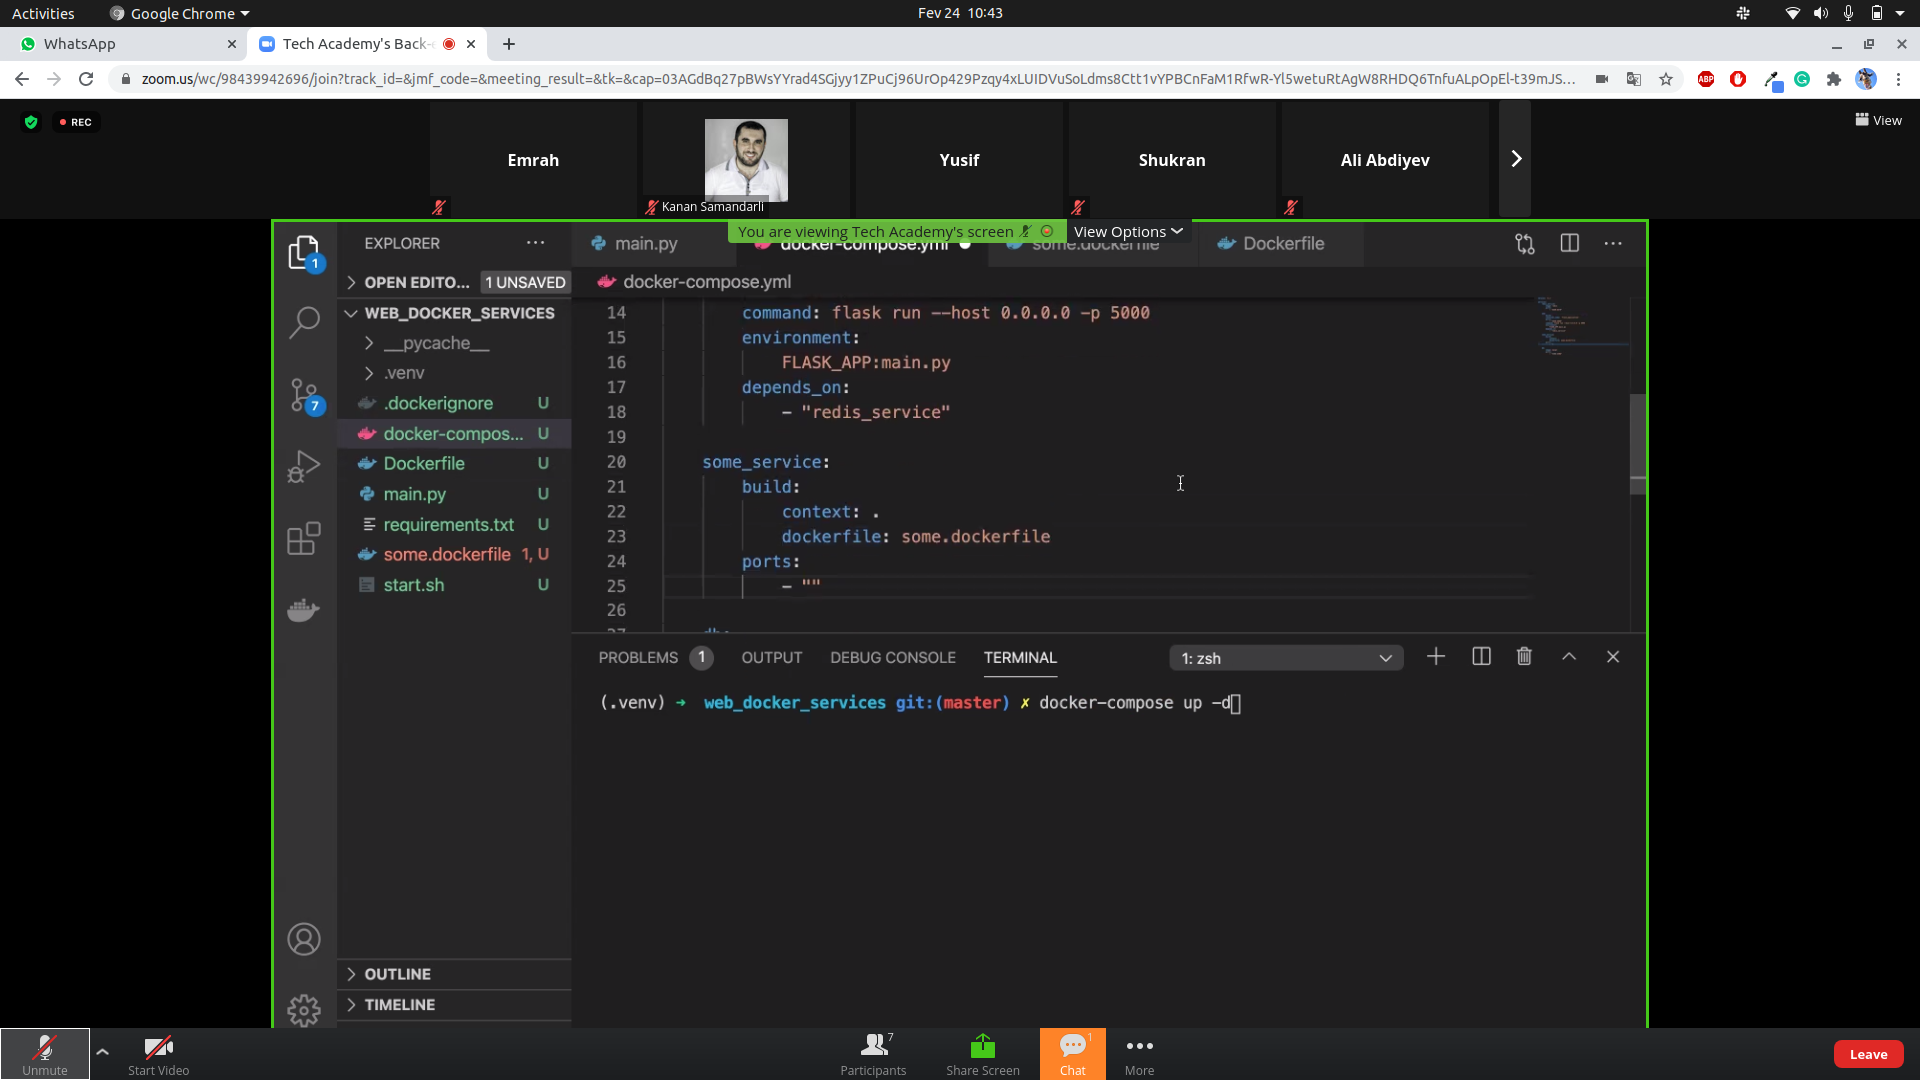 Activities
Google Chrome
Fev 24 10:43
WhatsApp
Tech Academy's Back-
zoom.us/wc/98439942696/join?track_id=&jmf_code=&meeting_result=&tk=&cap=03AGdBq27pBWsYYrad4SGjyy1ZPuCj96UrOp429Pzqy4xLUIDVuSoLdms8Ctt1vYPBCnFaM1RfwR-Yl5wetuRtAgW8RHDQ6TnfuALpOpEl-t39mJS...
ABP
REC
View
Emrah
Kanan Samandarli
Yusif
Shukran
Ali Abdiyev
You are viewing Tech Academy's screen
View Options
EXPLORER
main.py
docker-compose.yml
some.dockerfile
Dockerfile
1
OPEN EDITO...
1 UNSAVED
docker-compose.yml
WEB_DOCKER_SERVICES
__pycache__
.venv
.dockerignore U
docker-compos... U
Dockerfile U
main.py U
requirements.txt U
some.dockerfile 1, U
start.sh U
7
14 command: flask run --host 0.0.0.0 -p 5000
15 environment:
16 FLASK_APP:main.py
17 depends_on:
18 - "redis_service"
19
20 some_service:
21 build:
22 context: .
23 dockerfile: some.dockerfile
24 ports:
25 - ""
26
PROBLEMS 1
OUTPUT
DEBUG CONSOLE
TERMINAL
1: zsh
(.venv) ➜ web_docker_services git:(master) ✗ docker-compose up -d
OUTLINE
TIMELINE
Unmute
Start Video
Participants
7
Share Screen
Chat
1
More
Leave